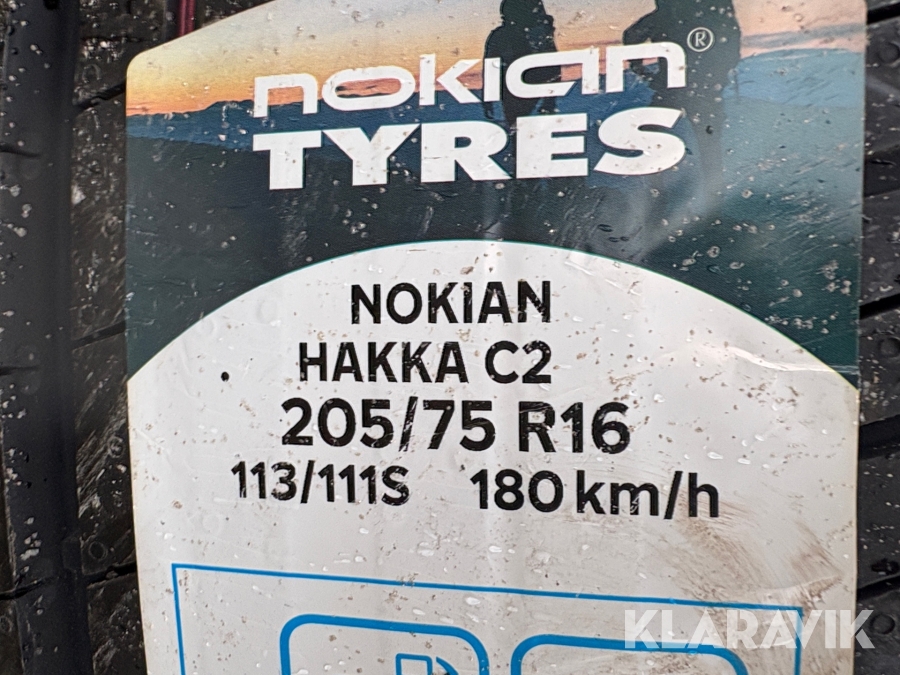 nokian®
TYRES
NOKIAN
HAKKA C2
205/75 R16
113/111S 180 km/h
KLARAVIK